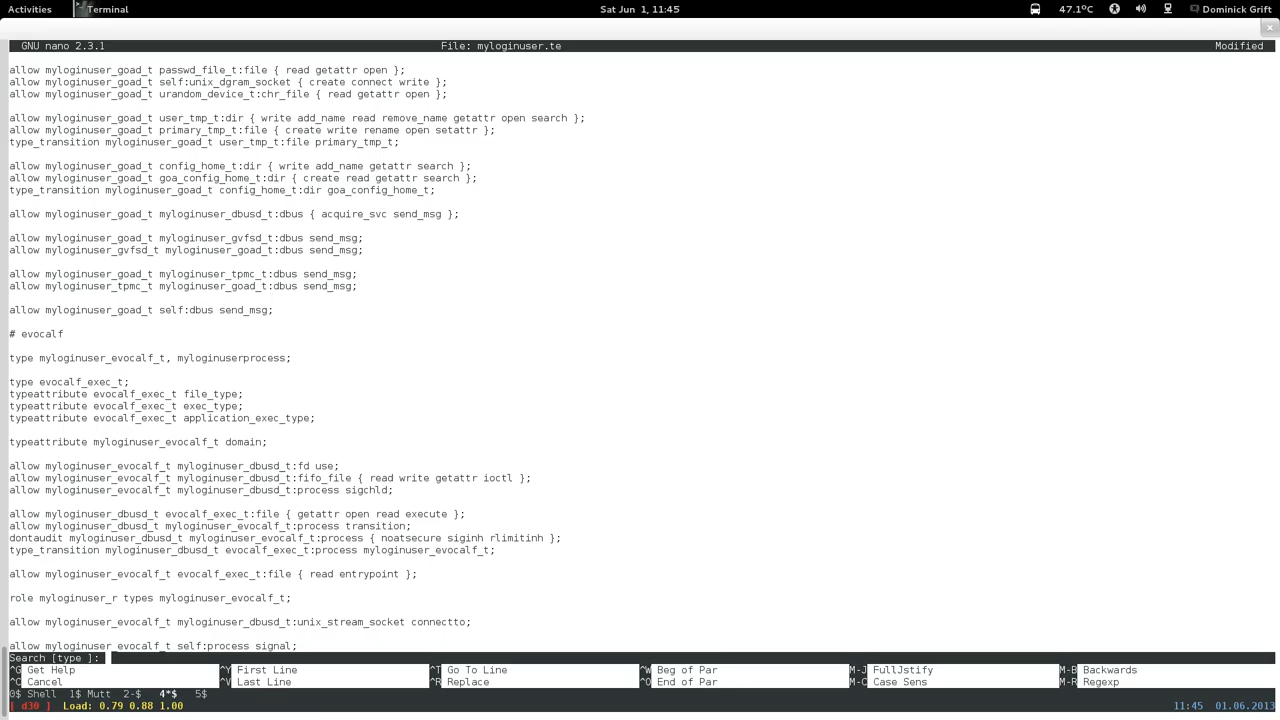 Activities Terminal Sat Jun 1, 11:45 47.1°C Dominick Grift
GNU nano 2.3.1 File: myloginuser.te Modified
allow myloginuser_goad_t passwd_file_t:file { read getattr open };
allow myloginuser_goad_t self:unix_dgram_socket { create connect write };
allow myloginuser_goad_t urandom_device_t:chr_file { read getattr open };
allow myloginuser_goad_t user_tmp_t:dir { write add_name read remove_name getattr open search };
allow myloginuser_goad_t primary_tmp_t:file { create write rename open setattr };
type_transition myloginuser_goad_t user_tmp_t:file primary_tmp_t;
allow myloginuser_goad_t config_home_t:dir { write add_name getattr search };
allow myloginuser_goad_t goa_config_home_t:dir { create read getattr search };
type_transition myloginuser_goad_t config_home_t:dir goa_config_home_t;
allow myloginuser_goad_t myloginuser_dbusd_t:dbus { acquire_svc send_msg };
allow myloginuser_goad_t myloginuser_gvfsd_t:dbus send_msg;
allow myloginuser_gvfsd_t myloginuser_goad_t:dbus send_msg;
allow myloginuser_goad_t myloginuser_tpmc_t:dbus send_msg;
allow myloginuser_tpmc_t myloginuser_goad_t:dbus send_msg;
allow myloginuser_goad_t self:dbus send_msg;
# evocalf
type myloginuser_evocalf_t, myloginuserprocess;
type evocalf_exec_t;
typeattribute evocalf_exec_t file_type;
typeattribute evocalf_exec_t exec_type;
typeattribute evocalf_exec_t application_exec_type;
typeattribute myloginuser_evocalf_t domain;
allow myloginuser_evocalf_t myloginuser_dbusd_t:fd use;
allow myloginuser_evocalf_t myloginuser_dbusd_t:fifo_file { read write getattr ioctl };
allow myloginuser_evocalf_t myloginuser_dbusd_t:process sigchld;
allow myloginuser_dbusd_t evocalf_exec_t:file { getattr open read execute };
allow myloginuser_dbusd_t myloginuser_evocalf_t:process transition;
dontaudit myloginuser_dbusd_t myloginuser_evocalf_t:process { noatsecure siginh rlimitinh };
type_transition myloginuser_dbusd_t evocalf_exec_t:process myloginuser_evocalf_t;
allow myloginuser_evocalf_t evocalf_exec_t:file { read entrypoint };
role myloginuser_r types myloginuser_evocalf_t;
allow myloginuser_evocalf_t myloginuser_dbusd_t:unix_stream_socket connectto;
allow myloginuser_evocalf_t self:process signal;
Search [type ]:
^G Get Help ^Y First Line ^T Go To Line ^W Beg of Par M-J FullJstify M-B Backwards
^C Cancel ^V Last Line ^R Replace ^O End of Par M-C Case Sens M-R Regexp
0$ Shell 1$ Mutt 2-$ 4*$ 5$
[ d30 ] Load: 0.79 0.88 1.00 11:45 01.06.2013